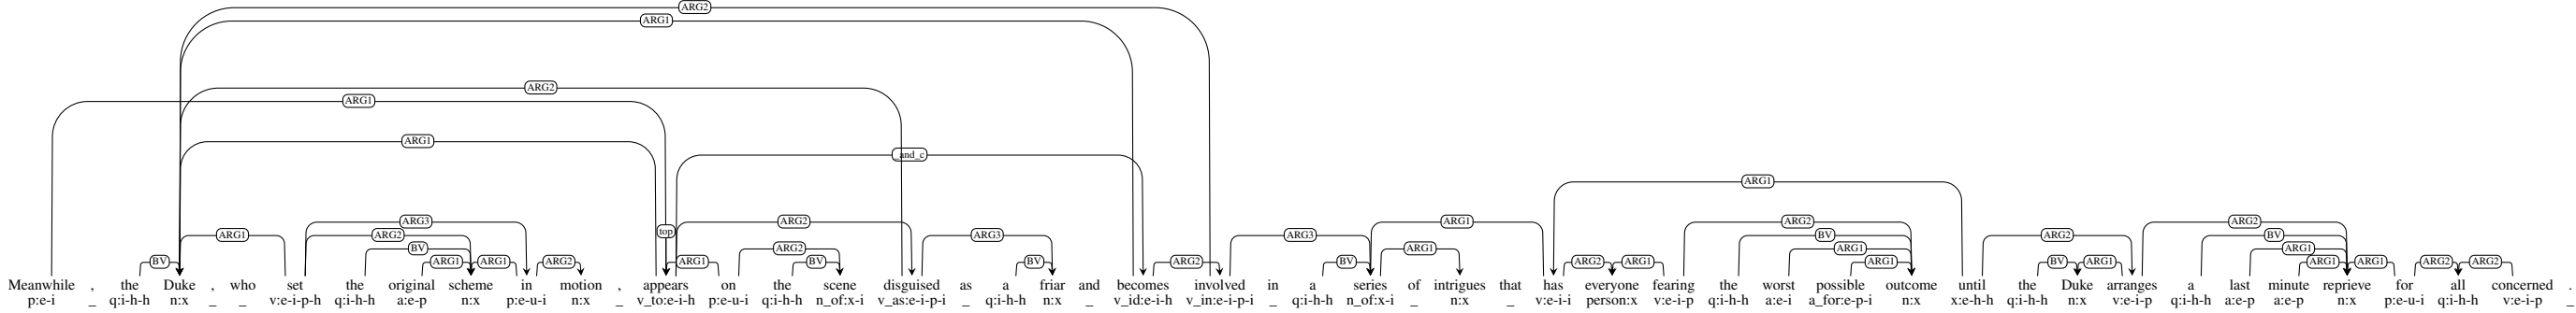 ARG2
ARG1
ARG2
ARG1
ARG1
_and_c
ARG1
ARG3 ARG2 ARG1 ARG2 ARG2
top
ARG1 ARG2 ARG3 ARG3 ARG2 BV BV
BV ARG2 ARG1 ARG1 ARG1
BV ARG1 ARG1 ARG2 ARG1 BV BV ARG2 BV ARG2 ARG1 ARG1 ARG2 BV ARG1 ARG1 ARG1 ARG2 ARG2
Meanwhile , the Duke , who set the original scheme in motion , appears on the scene disguised as a friar and becomes involved in a series of intrigues that has everyone fearing the worst possible outcome until the Duke arranges a last minute reprieve for all concerned .
p:e-i _ q:i-h-h n:x _ _ v:e-i-p-h q:i-h-h a:e-p n:x p:e-u-i n:x _ v_to:e-i-h p:e-u-i q:i-h-h n_of:x-i v_as:e-i-p-i _ q:i-h-h n:x _ v_id:e-i-h v_in:e-i-p-i _ q:i-h-h n_of:x-i _ n:x _ v:e-i-i person:x v:e-i-p q:i-h-h a:e-i a_for:e-p-i n:x x:e-h-h q:i-h-h n:x v:e-i-p q:i-h-h a:e-p a:e-p n:x p:e-u-i q:i-h-h v:e-i-p _